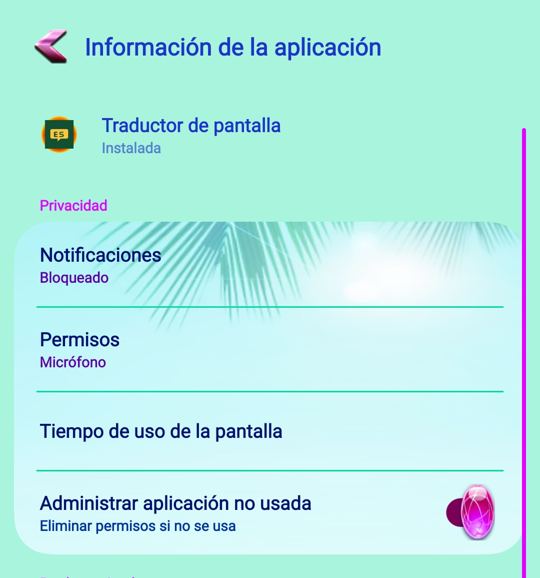 Información de la aplicación
ES
Traductor de pantalla
Instalada
Privacidad
Notificaciones
Bloqueado
Permisos
Micrófono
Tiempo de uso de la pantalla
Administrar aplicación no usada
Eliminar permisos si no se usa